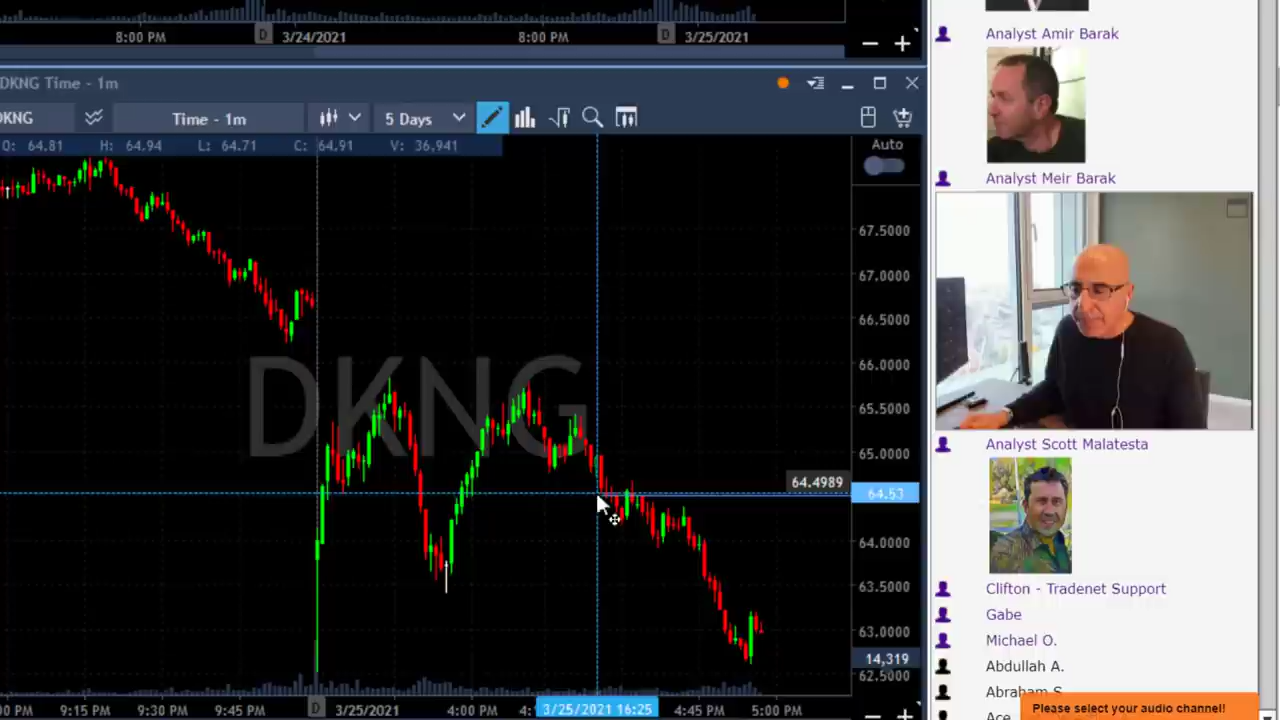 8:00 PM D 3/24/2021 8:00 PM D 3/25/2021
DKNG Time - 1m
DKNG Time - 1m 5 Days
O: 64.81 H: 64.94 L: 64.71 C: 64.91 V: 36,941
Auto
67.5000
67.0000
66.5000
66.0000
65.5000
65.0000
64.4989
64.53
64.0000
63.5000
63.0000
14,319
62.5000
DKNG
9:15 PM 9:30 PM 9:45 PM D 3/25/2021 4:00 PM 3/25/2021 16:25 4:45 PM 5:00 PM
Analyst Amir Barak
Analyst Meir Barak
Analyst Scott Malatesta
Clifton - Tradenet Support
Gabe
Michael O.
Abdullah A.
Abraham S.
Ace
Please select your audio channel!